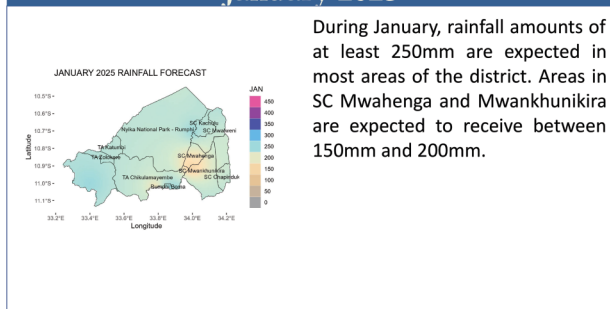 During January, rainfall amounts of
at least 250mm are expected in
most areas of the district. Areas in
SC Mwahenga and Mwankhunikira
are expected to receive between
150mm and 200mm.
JANUARY 2025 RAINFALL FORECAST
JAN
450
400
350
300
250
200
150
100
50
0
Latitude
10.5°S
10.6°S
10.7°S
10.8°S
10.9°S
11.0°S
11.1°S
SC Kachulu
Nyika National Park - Rumphi
SC Mwalweni
TA Katumbi
TA Zolokere
SC Mwahenga
SC Mwankhunikira
TA Chikulamayembe
SC Chapinduka
Rumphi Boma
33.2°E 33.4°E 33.6°E 33.8°E 34.0°E 34.2°E
Longitude